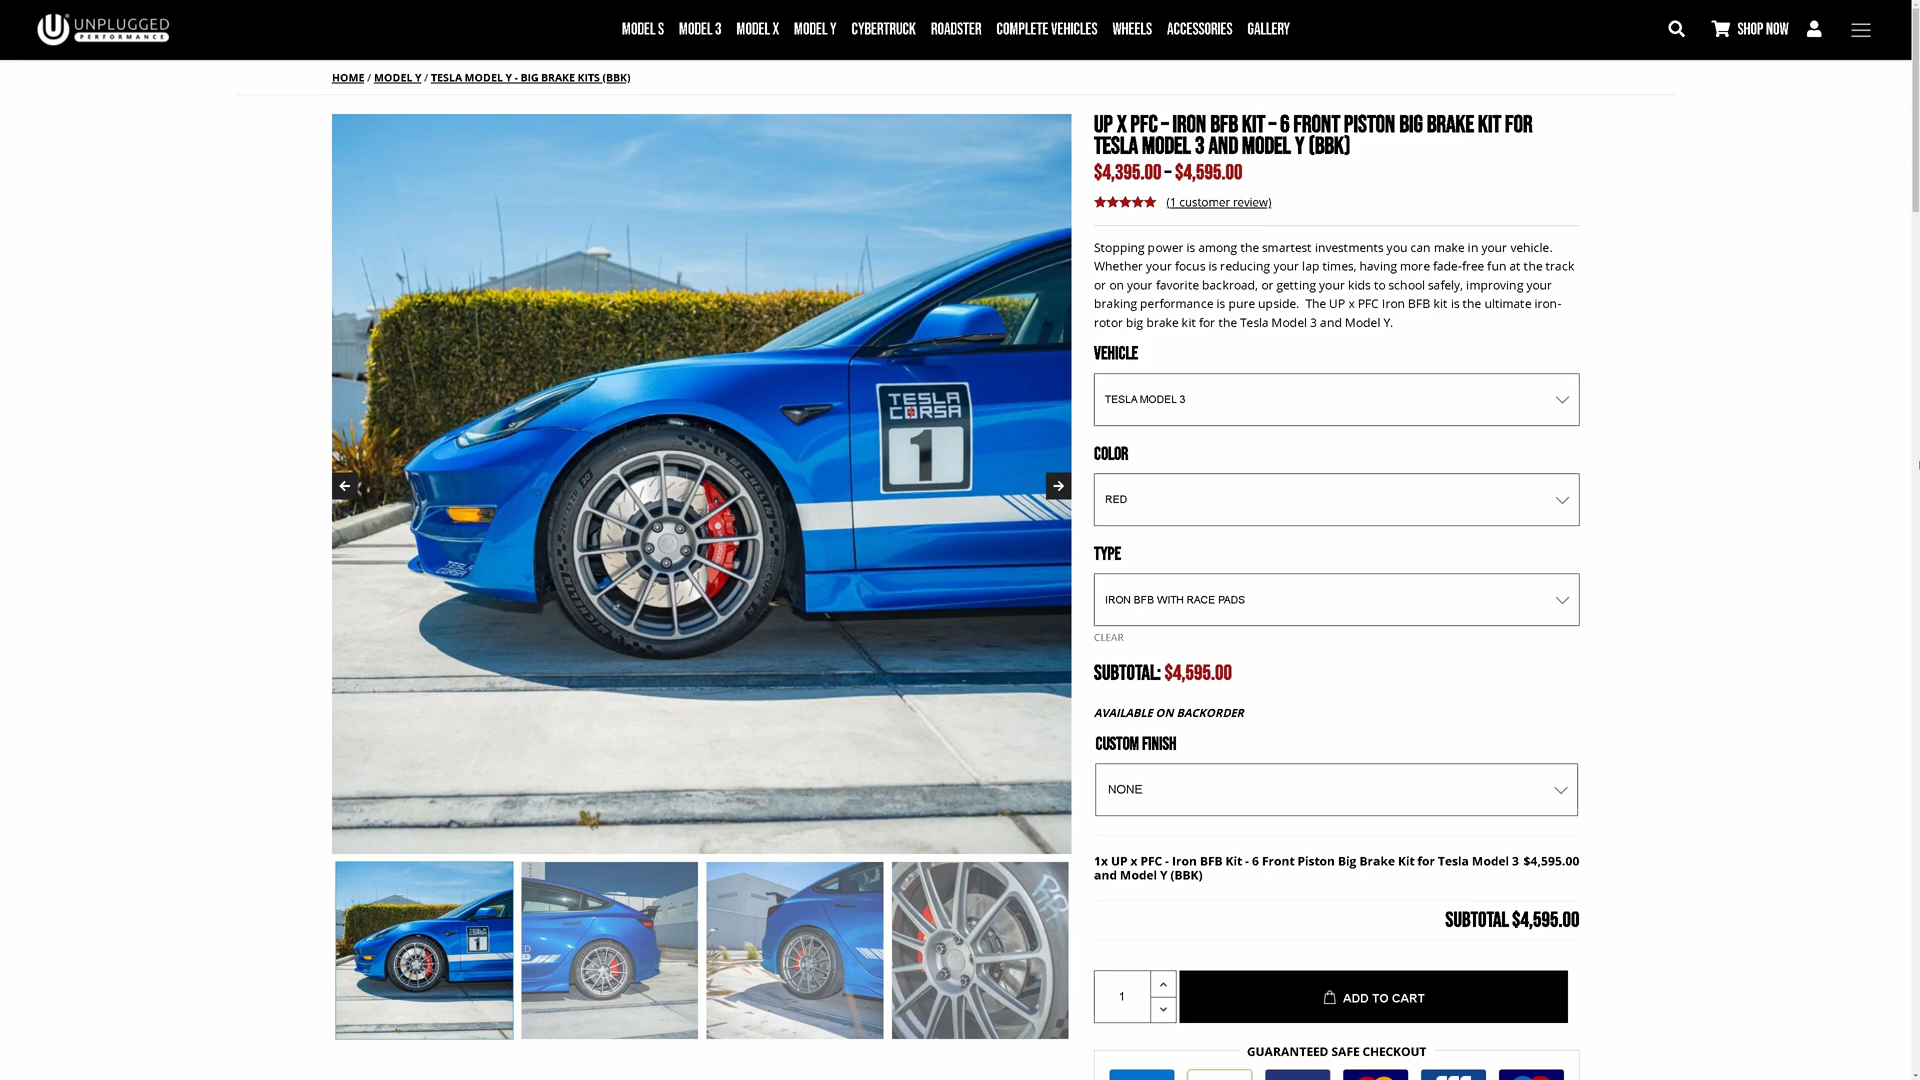 UNPLUGGED
PERFORMANCE
MODEL S MODEL 3 MODEL X MODEL Y CYBERTRUCK ROADSTER COMPLETE VEHICLES WHEELS ACCESSORIES GALLERY
SHOP NOW
HOME / MODEL Y / TESLA MODEL Y - BIG BRAKE KITS (BBK)
UP X PFC – IRON BFB KIT – 6 FRONT PISTON BIG BRAKE KIT FOR
TESLA MODEL 3 AND MODEL Y (BBK)
$4,395.00 – $4,595.00
(1 customer review)
Stopping power is among the smartest investments you can make in your vehicle.
Whether your focus is reducing your lap times, having more fade-free fun at the track
or on your favorite backroad, or getting your kids to school safely, improving your
braking performance is pure upside. The UP x PFC Iron BFB kit is the ultimate iron-
rotor big brake kit for the Tesla Model 3 and Model Y.
VEHICLE
TESLA MODEL 3
COLOR
RED
TYPE
IRON BFB WITH RACE PADS
CLEAR
SUBTOTAL: $4,595.00
AVAILABLE ON BACKORDER
CUSTOM FINISH
NONE
1x UP x PFC - Iron BFB Kit - 6 Front Piston Big Brake Kit for Tesla Model 3 $4,595.00
and Model Y (BBK)
SUBTOTAL $4,595.00
1
ADD TO CART
GUARANTEED SAFE CHECKOUT
TESLA
CORSA
1
MICHELIN
MICHELIN
TESLA
CORSA
1